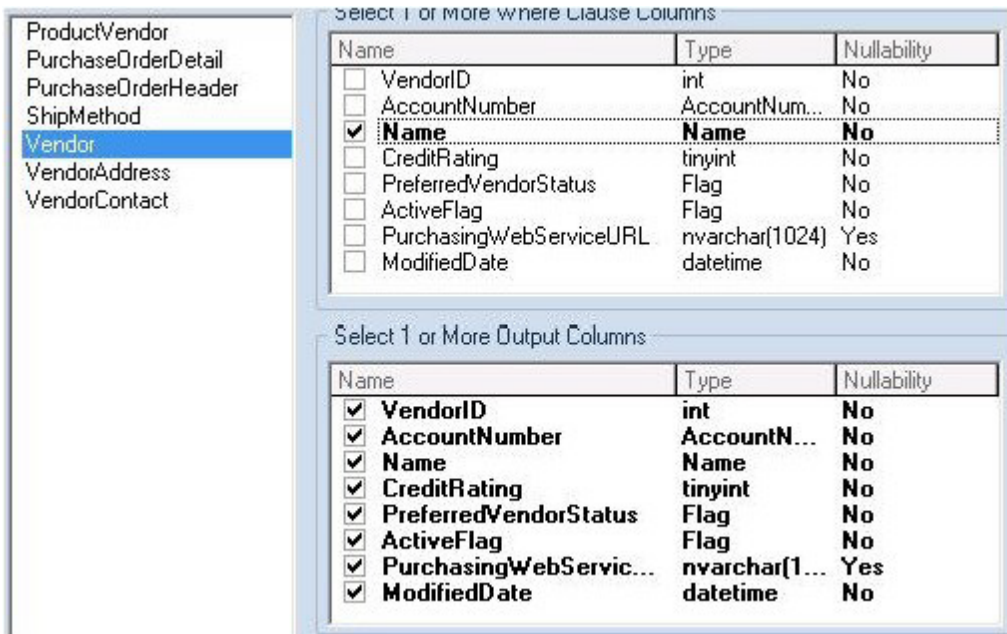 ProductVendor
PurchaseOrderDetail
PurchaseOrderHeader
ShipMethod
Vendor
VendorAddress
VendorContact
Select 1 or More Where Clause Columns
Name Type Nullability
VendorID int No
AccountNumber AccountNum... No
Name Name No
CreditRating tinyint No
PreferredVendorStatus Flag No
ActiveFlag Flag No
PurchasingWebServiceURL nvarchar(1024) Yes
ModifiedDate datetime No
Select 1 or More Output Columns
Name Type Nullability
VendorID int No
AccountNumber AccountN... No
Name Name No
CreditRating tinyint No
PreferredVendorStatus Flag No
ActiveFlag Flag No
PurchasingWebServic... nvarchar(1... Yes
ModifiedDate datetime No